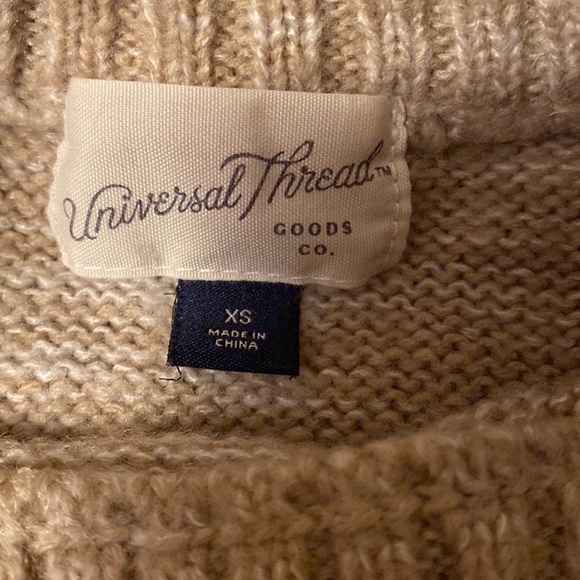 Universal Thread™
GOODS
CO.
XS
MADE IN
CHINA